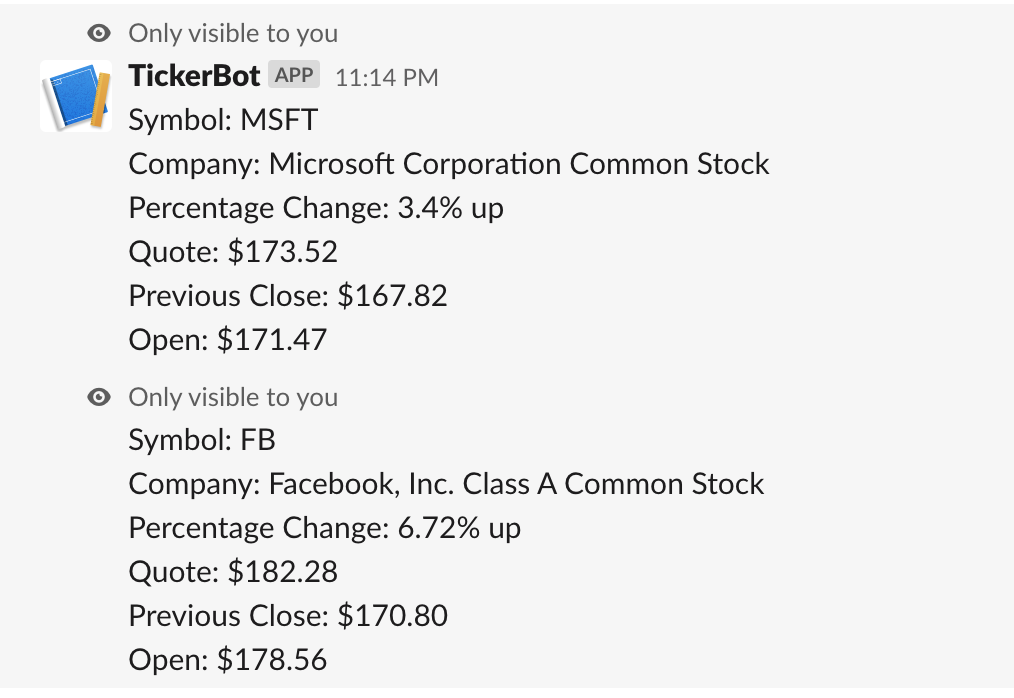 Only visible to you
TickerBot APP 11:14 PM
Symbol: MSFT
Company: Microsoft Corporation Common Stock
Percentage Change: 3.4% up
Quote: $173.52
Previous Close: $167.82
Open: $171.47
Only visible to you
Symbol: FB
Company: Facebook, Inc. Class A Common Stock
Percentage Change: 6.72% up
Quote: $182.28
Previous Close: $170.80
Open: $178.56